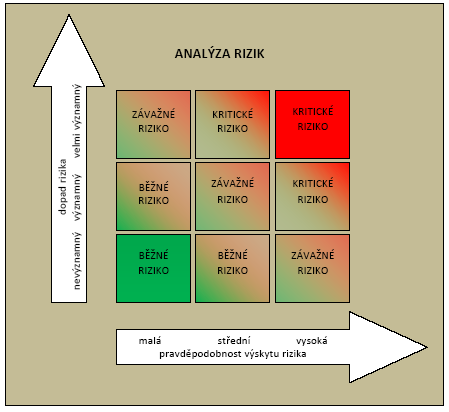 ANALÝZA RIZIK
velmi významný
významný
nevýznamný
dopad rizika
ZÁVAŽNÉ
RIZIKO
KRITICKÉ
RIZIKO
KRITICKÉ
RIZIKO
BĚŽNÉ
RIZIKO
ZÁVAŽNÉ
RIZIKO
KRITICKÉ
RIZIKO
BĚŽNÉ
RIZIKO
BĚŽNÉ
RIZIKO
ZÁVAŽNÉ
RIZIKO
malá střední vysoká
pravděpodobnost výskytu rizika